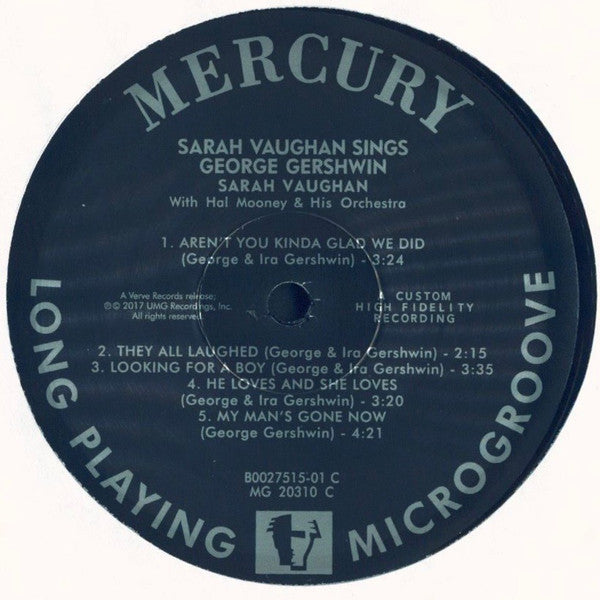 MERCURY
SARAH VAUGHAN SINGS
GEORGE GERSHWIN
SARAH VAUGHAN
With Hal Mooney & His Orchestra
1. AREN'T YOU KINDA GLAD WE DID
(George & Ira Gershwin) - 3:24
A Verve Records release;
℗© 2017 UMG Recordings, Inc.
All rights reserved.
CUSTOM
HIGH FIDELITY
RECORDING
2. THEY ALL LAUGHED (George & Ira Gershwin) - 2:15
3. LOOKING FOR A BOY (George & Ira Gershwin) - 3:35
4. HE LOVES AND SHE LOVES
(George & Ira Gershwin) - 3:20
5. MY MAN'S GONE NOW
(George Gershwin) - 4:21
B0027515-01 C
MG 20310 C
LONG PLAYING
MICROGROOVE